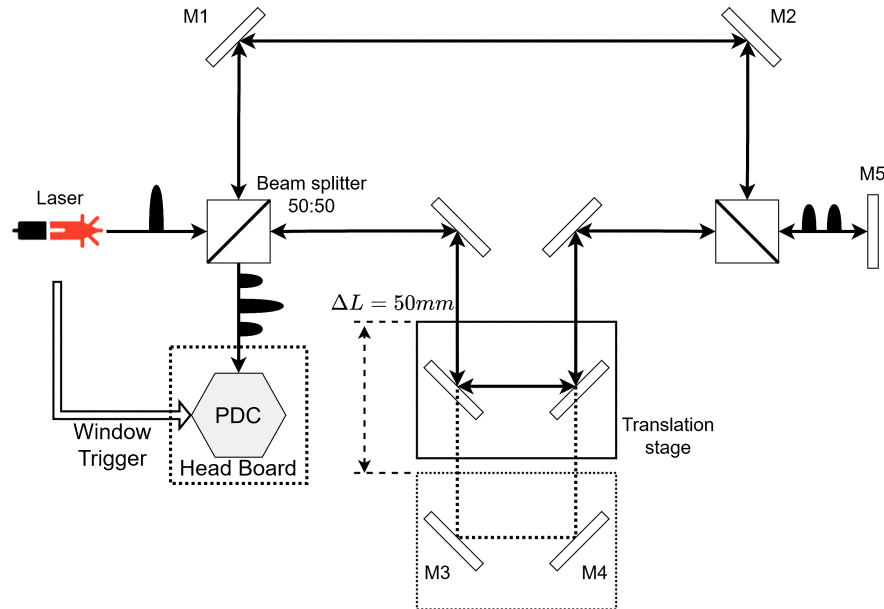 M1
M2
Laser
Beam splitter
50:50
M5
ΔL = 50mm
PDC
Window
Trigger
Head Board
Translation
stage
M3
M4